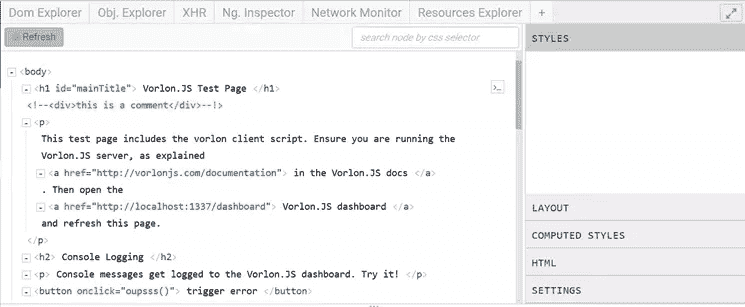 Dom Explorer Obj. Explorer XHR Ng. Inspector Network Monitor Resources Explorer +
Refresh search node by css selector
<body>
<h1 id="mainTitle"> Vorlon.JS Test Page </h1>
<!--<div>this is a comment</div>--!>
<p>
This test page includes the vorlon client script. Ensure you are running the
Vorlon.JS server, as explained
<a href="http://vorlonjs.com/documentation"> in the Vorlon.JS docs </a>
. Then open the
<a href="http://localhost:1337/dashboard"> Vorlon.JS dashboard </a>
and refresh this page.
</p>
<h2> Console Logging </h2>
<p> Console messages get logged to the Vorlon.JS dashboard. Try it! </p>
<button onclick="oupsss()"> trigger error </button>
STYLES
LAYOUT
COMPUTED STYLES
HTML
SETTINGS